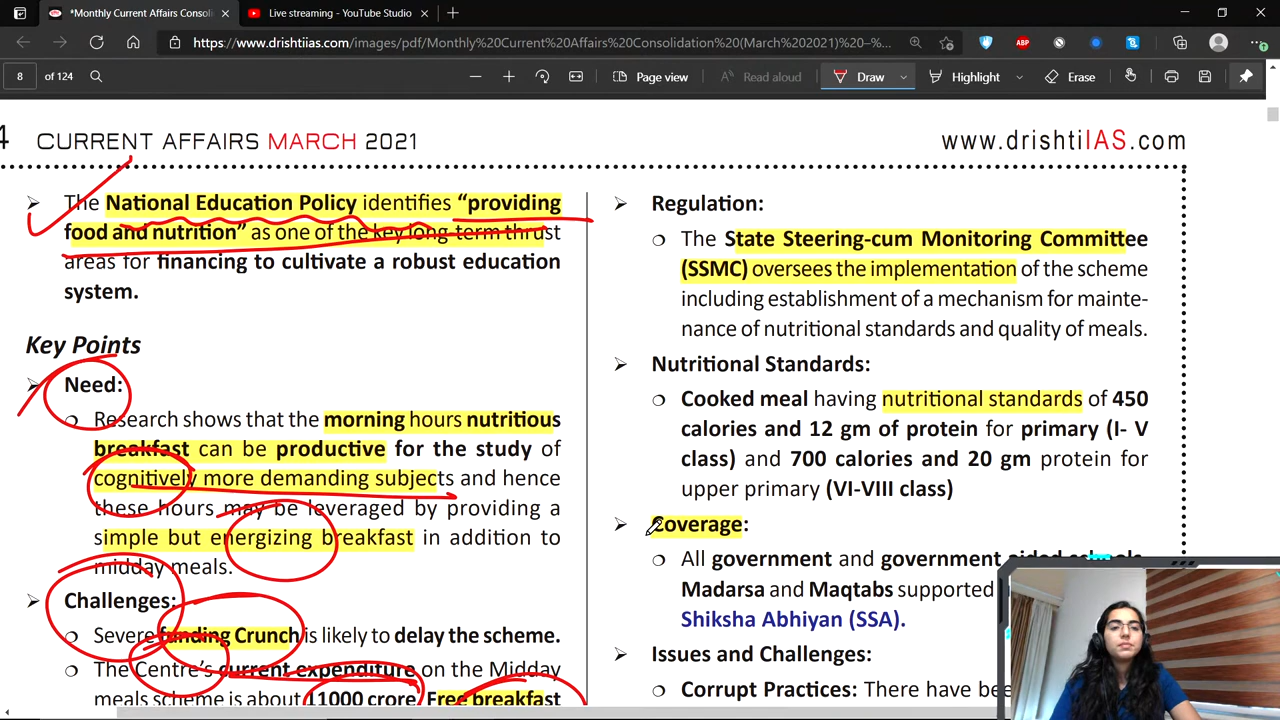 *Monthly Current Affairs Consoli
Live streaming - YouTube Studio
https://www.drishtiias.com/images/pdf/Monthly%20Current%20Affairs%20Consolidation%20(March%202021)%20–%...
ABP
8 of 124
Page view
Read aloud
Draw
Highlight
Erase
4 CURRENT AFFAIRS MARCH 2021
www.drishtiIAS.com
The National Education Policy identifies “providing
food and nutrition” as one of the key long-term thrust
areas for financing to cultivate a robust education
system.
Key Points
Need:
Research shows that the morning hours nutritious
breakfast can be productive for the study of
cognitively more demanding subjects and hence
these hours may be leveraged by providing a
simple but energizing breakfast in addition to
midday meals.
Challenges:
Severe funding Crunch is likely to delay the scheme.
The Centre’s current expenditure on the Midday
meals scheme is about 11000 crore. Free breakfast
Regulation:
The State Steering-cum Monitoring Committee
(SSMC) oversees the implementation of the scheme
including establishment of a mechanism for mainte-
nance of nutritional standards and quality of meals.
Nutritional Standards:
Cooked meal having nutritional standards of 450
calories and 12 gm of protein for primary (I- V
class) and 700 calories and 20 gm protein for
upper primary (VI-VIII class)
Coverage:
All government and government aided schools,
Madarsa and Maqtabs supported
Shiksha Abhiyan (SSA).
Issues and Challenges:
Corrupt Practices: There have been